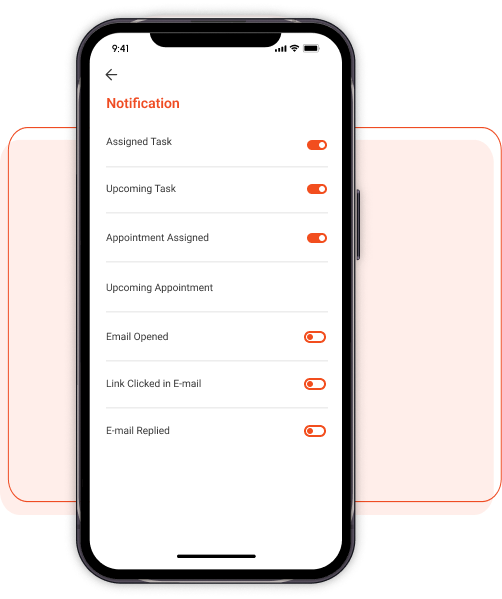 9:41
Notification
Assigned Task
Upcoming Task
Appointment Assigned
Upcoming Appointment
Email Opened
Link Clicked in E-mail
E-mail Replied